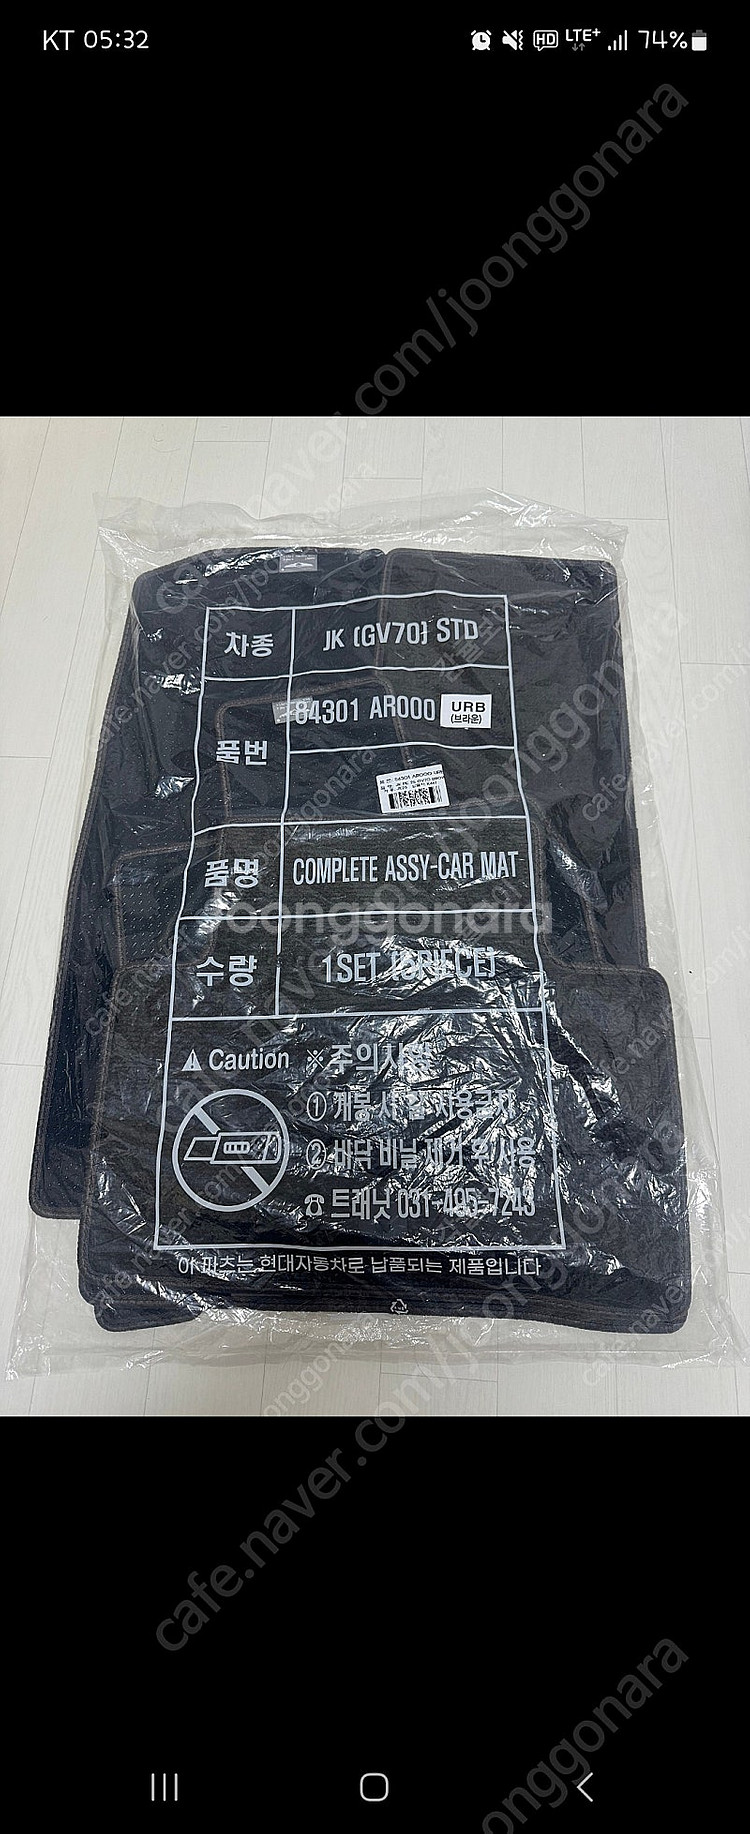 KT 05:32
HD LTE+ 74%
차종 JK (GV70) STD
품번 84301 AR000 URB
(브라운)
품명 COMPLETE ASSY-CAR MAT
수량 1SET
Caution ※주의사항
① 개봉 시 칼 사용금지
② 바닥 비닐 제거 후 사용
☎ 트래닛 031-495-7243
이 파츠는 현대자동차로 납품되는 제품입니다
joonggonara
cafe.naver.com/joonggonara